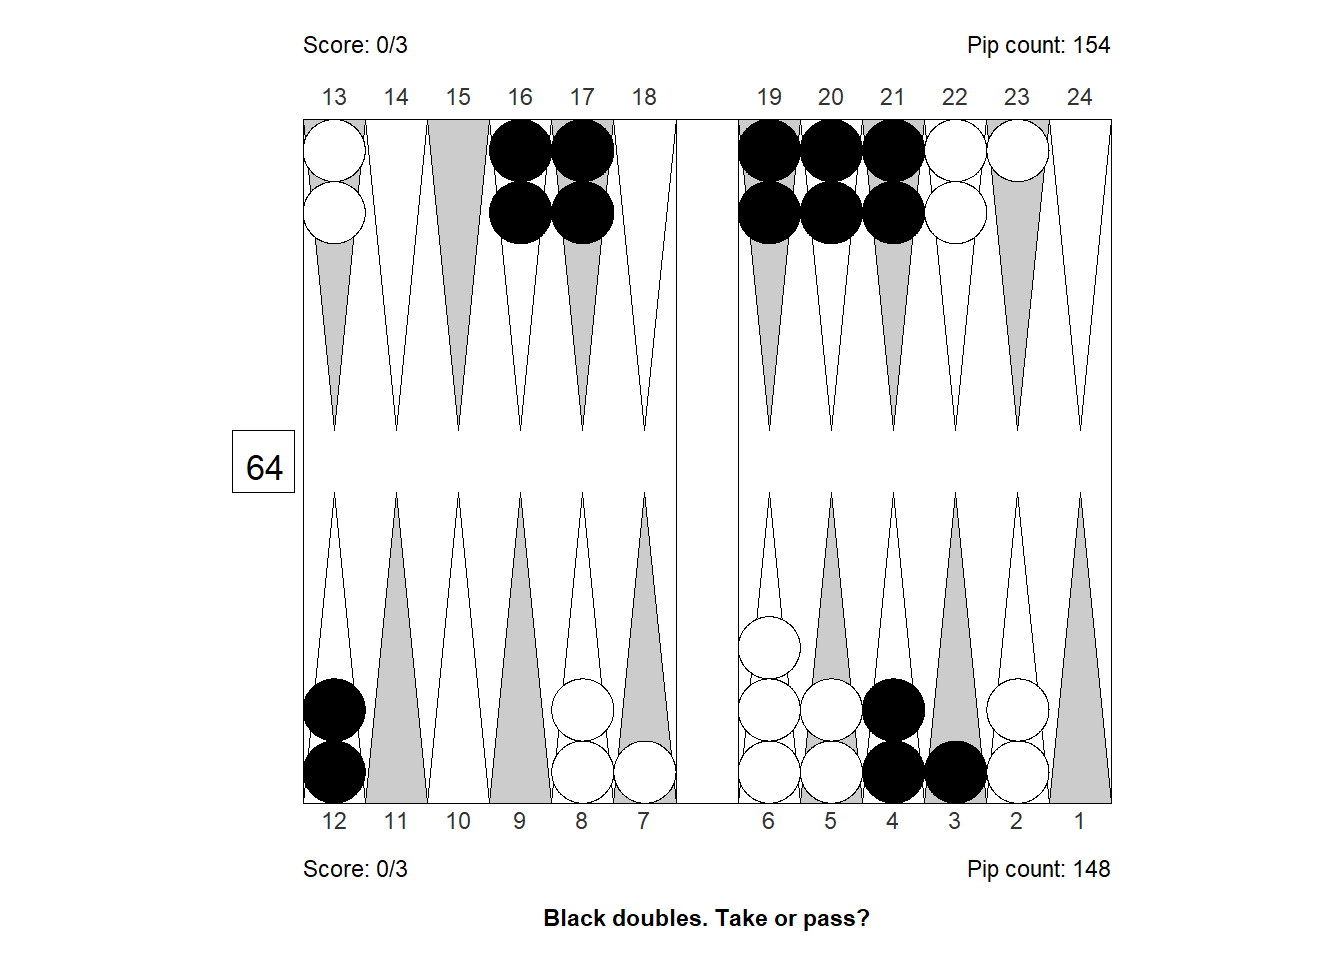 Score: 0/3 Pip count: 154
13 14 15 16 17 18 19 20 21 22 23 24
64
12 11 10 9 8 7 6 5 4 3 2 1
Score: 0/3 Pip count: 148
Black doubles. Take or pass?